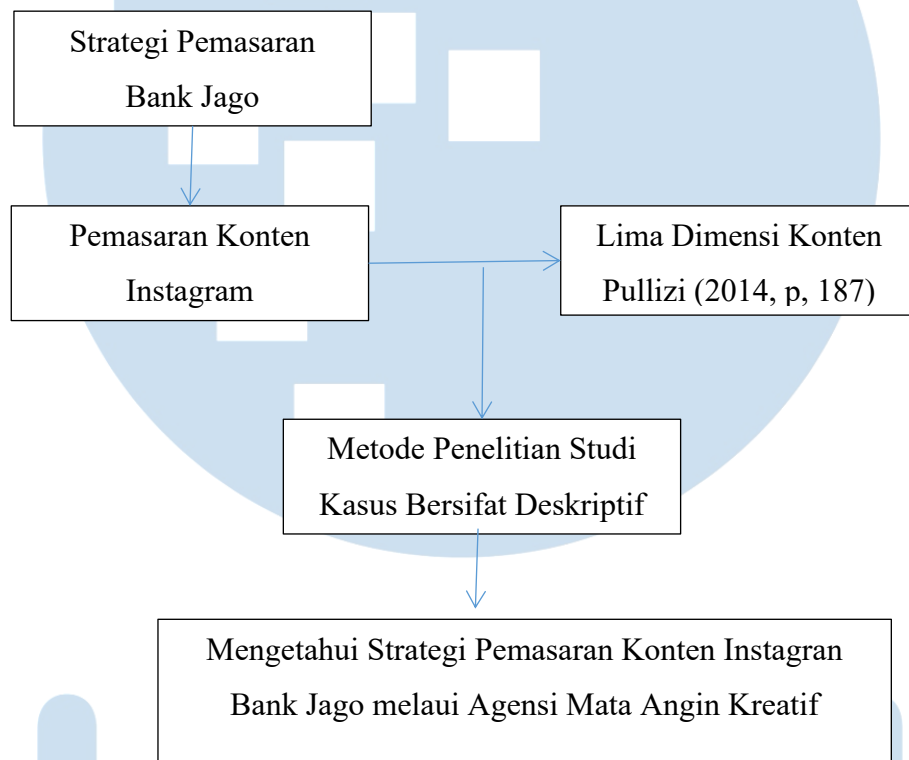 Strategi Pemasaran
Bank Jago
Pemasaran Konten
Instagram
Lima Dimensi Konten
Pullizi (2014, p, 187)
Metode Penelitian Studi
Kasus Bersifat Deskriptif
Mengetahui Strategi Pemasaran Konten Instagran
Bank Jago melaui Agensi Mata Angin Kreatif